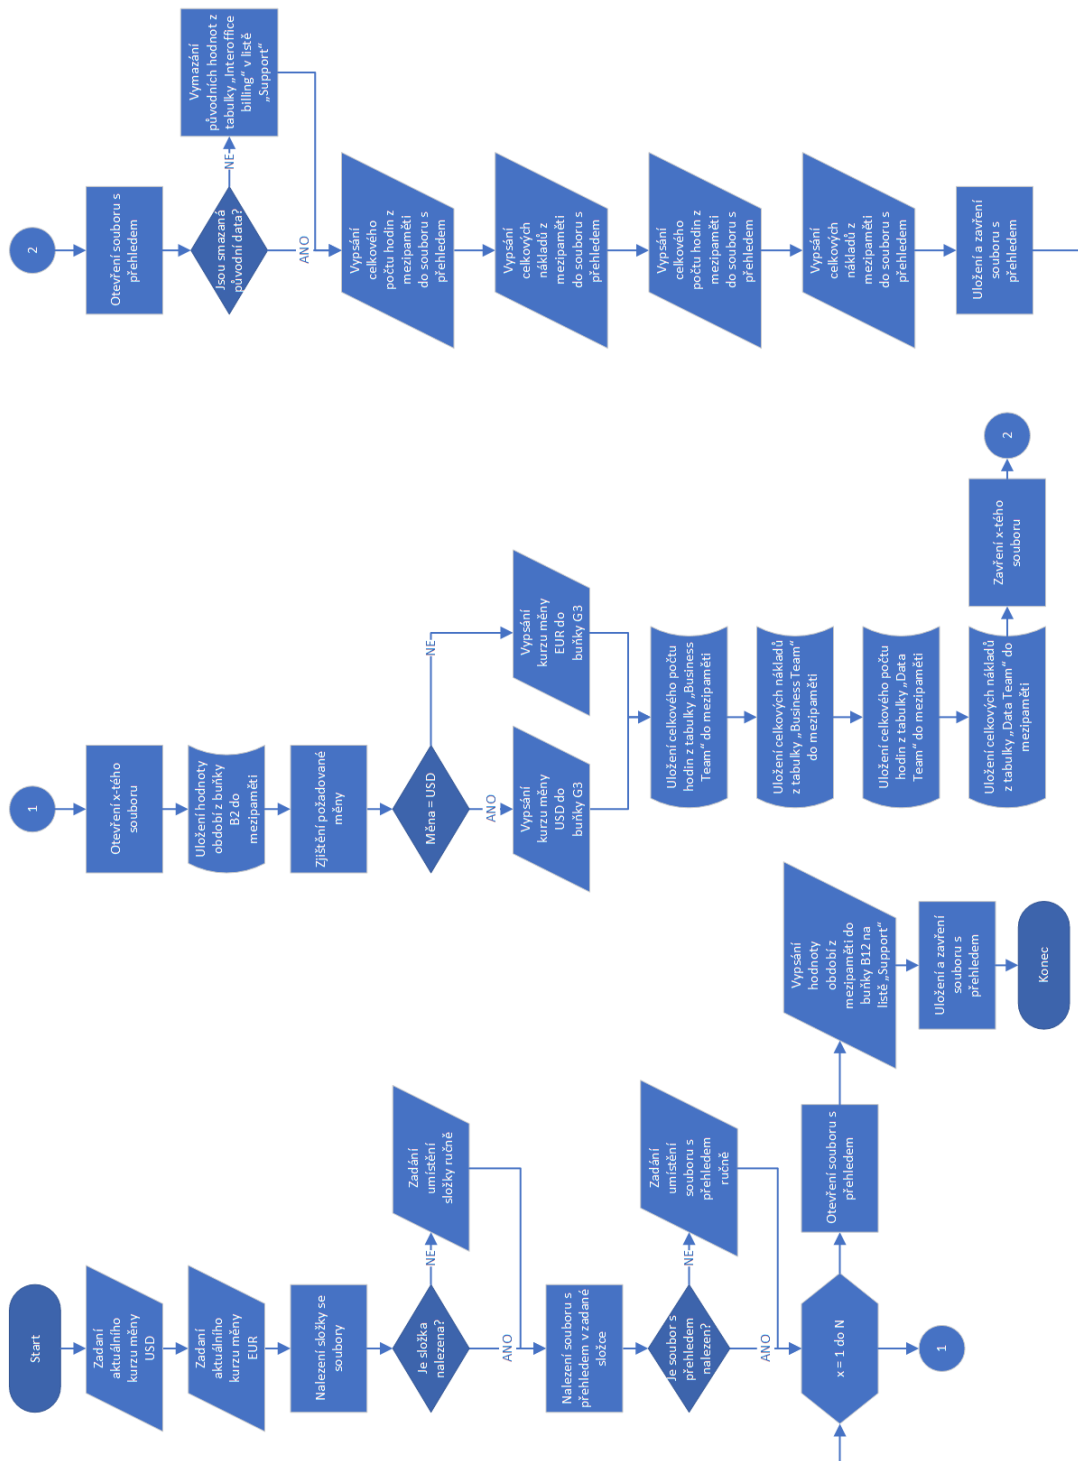 Start
Zadaní
aktuálního
kurzu měny
USD
Zadaní
aktuálního
kurzu měny
EUR
Nalezení složky se
soubory
Je složka
nalezena?
NE
Zadání
umístění
složky ručně
ANO
Nalezení souboru s
přehledem v zadané
složce
Je soubor s
přehledem
nalezen?
NE
Zadání
umístění
souboru s
přehledem
ručně
ANO
x = 1 do N
1
Otevření souboru s
přehledem
Vypsání
hodnoty
období z
mezipaměti do
buňky B12 na
listě „Support“
Uložení a zavření
souboru s
přehledem
Konec
1
Otevření x-tého
souboru
Uložení hodnoty
období z buňky
B2 do
mezipaměti
Zjištění požadované
měny
Měna = USD
NE
ANO
Vypsání
kurzu měny
USD do
buňky G3
Vypsání
kurzu měny
EUR do
buňky G3
Uložení celkového počtu
hodin z tabulky „Business
Team“ do mezipaměti
Uložení celkových nákladů
z tabulky „Business Team“
do mezipaměti
Uložení celkového počtu
hodin z tabulky „Data
Team“ do mezipaměti
Uložení celkových nákladů
z tabulky „Data Team“ do
mezipaměti
Zavření x-tého
souboru
2
2
Otevření souboru s
přehledem
Jsou smazaná
původní data?
NE
Vymazání
původních hodnot z
tabulky „Interoffice
billing“ v listě
„Support“
ANO
Vypsání
celkového
počtu hodin z
mezipaměti
do souboru s
přehledem
Vypsání
celkových
nákladů z
mezipaměti
do souboru s
přehledem
Vypsání
celkového
počtu hodin z
mezipaměti
do souboru s
přehledem
Vypsání
celkových
nákladů z
mezipaměti
do souboru s
přehledem
Uložení a zavření
souboru s
přehledem